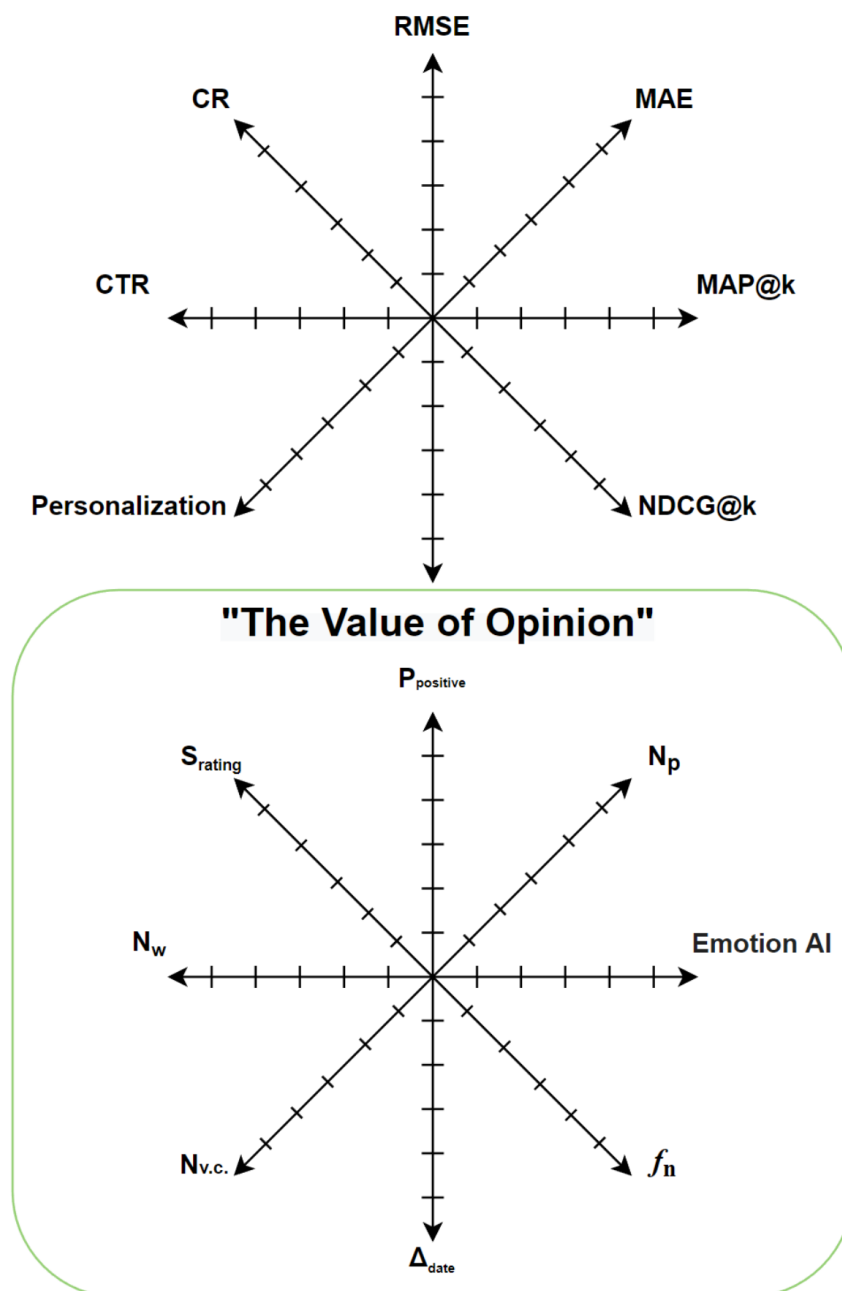 RMSE
CR
MAE
CTR
MAP@k
Personalization
NDCG@k
"The Value of Opinion"
Ppositive
Srating
Np
Nw
Emotion AI
Nv.c.
fn
Δdate